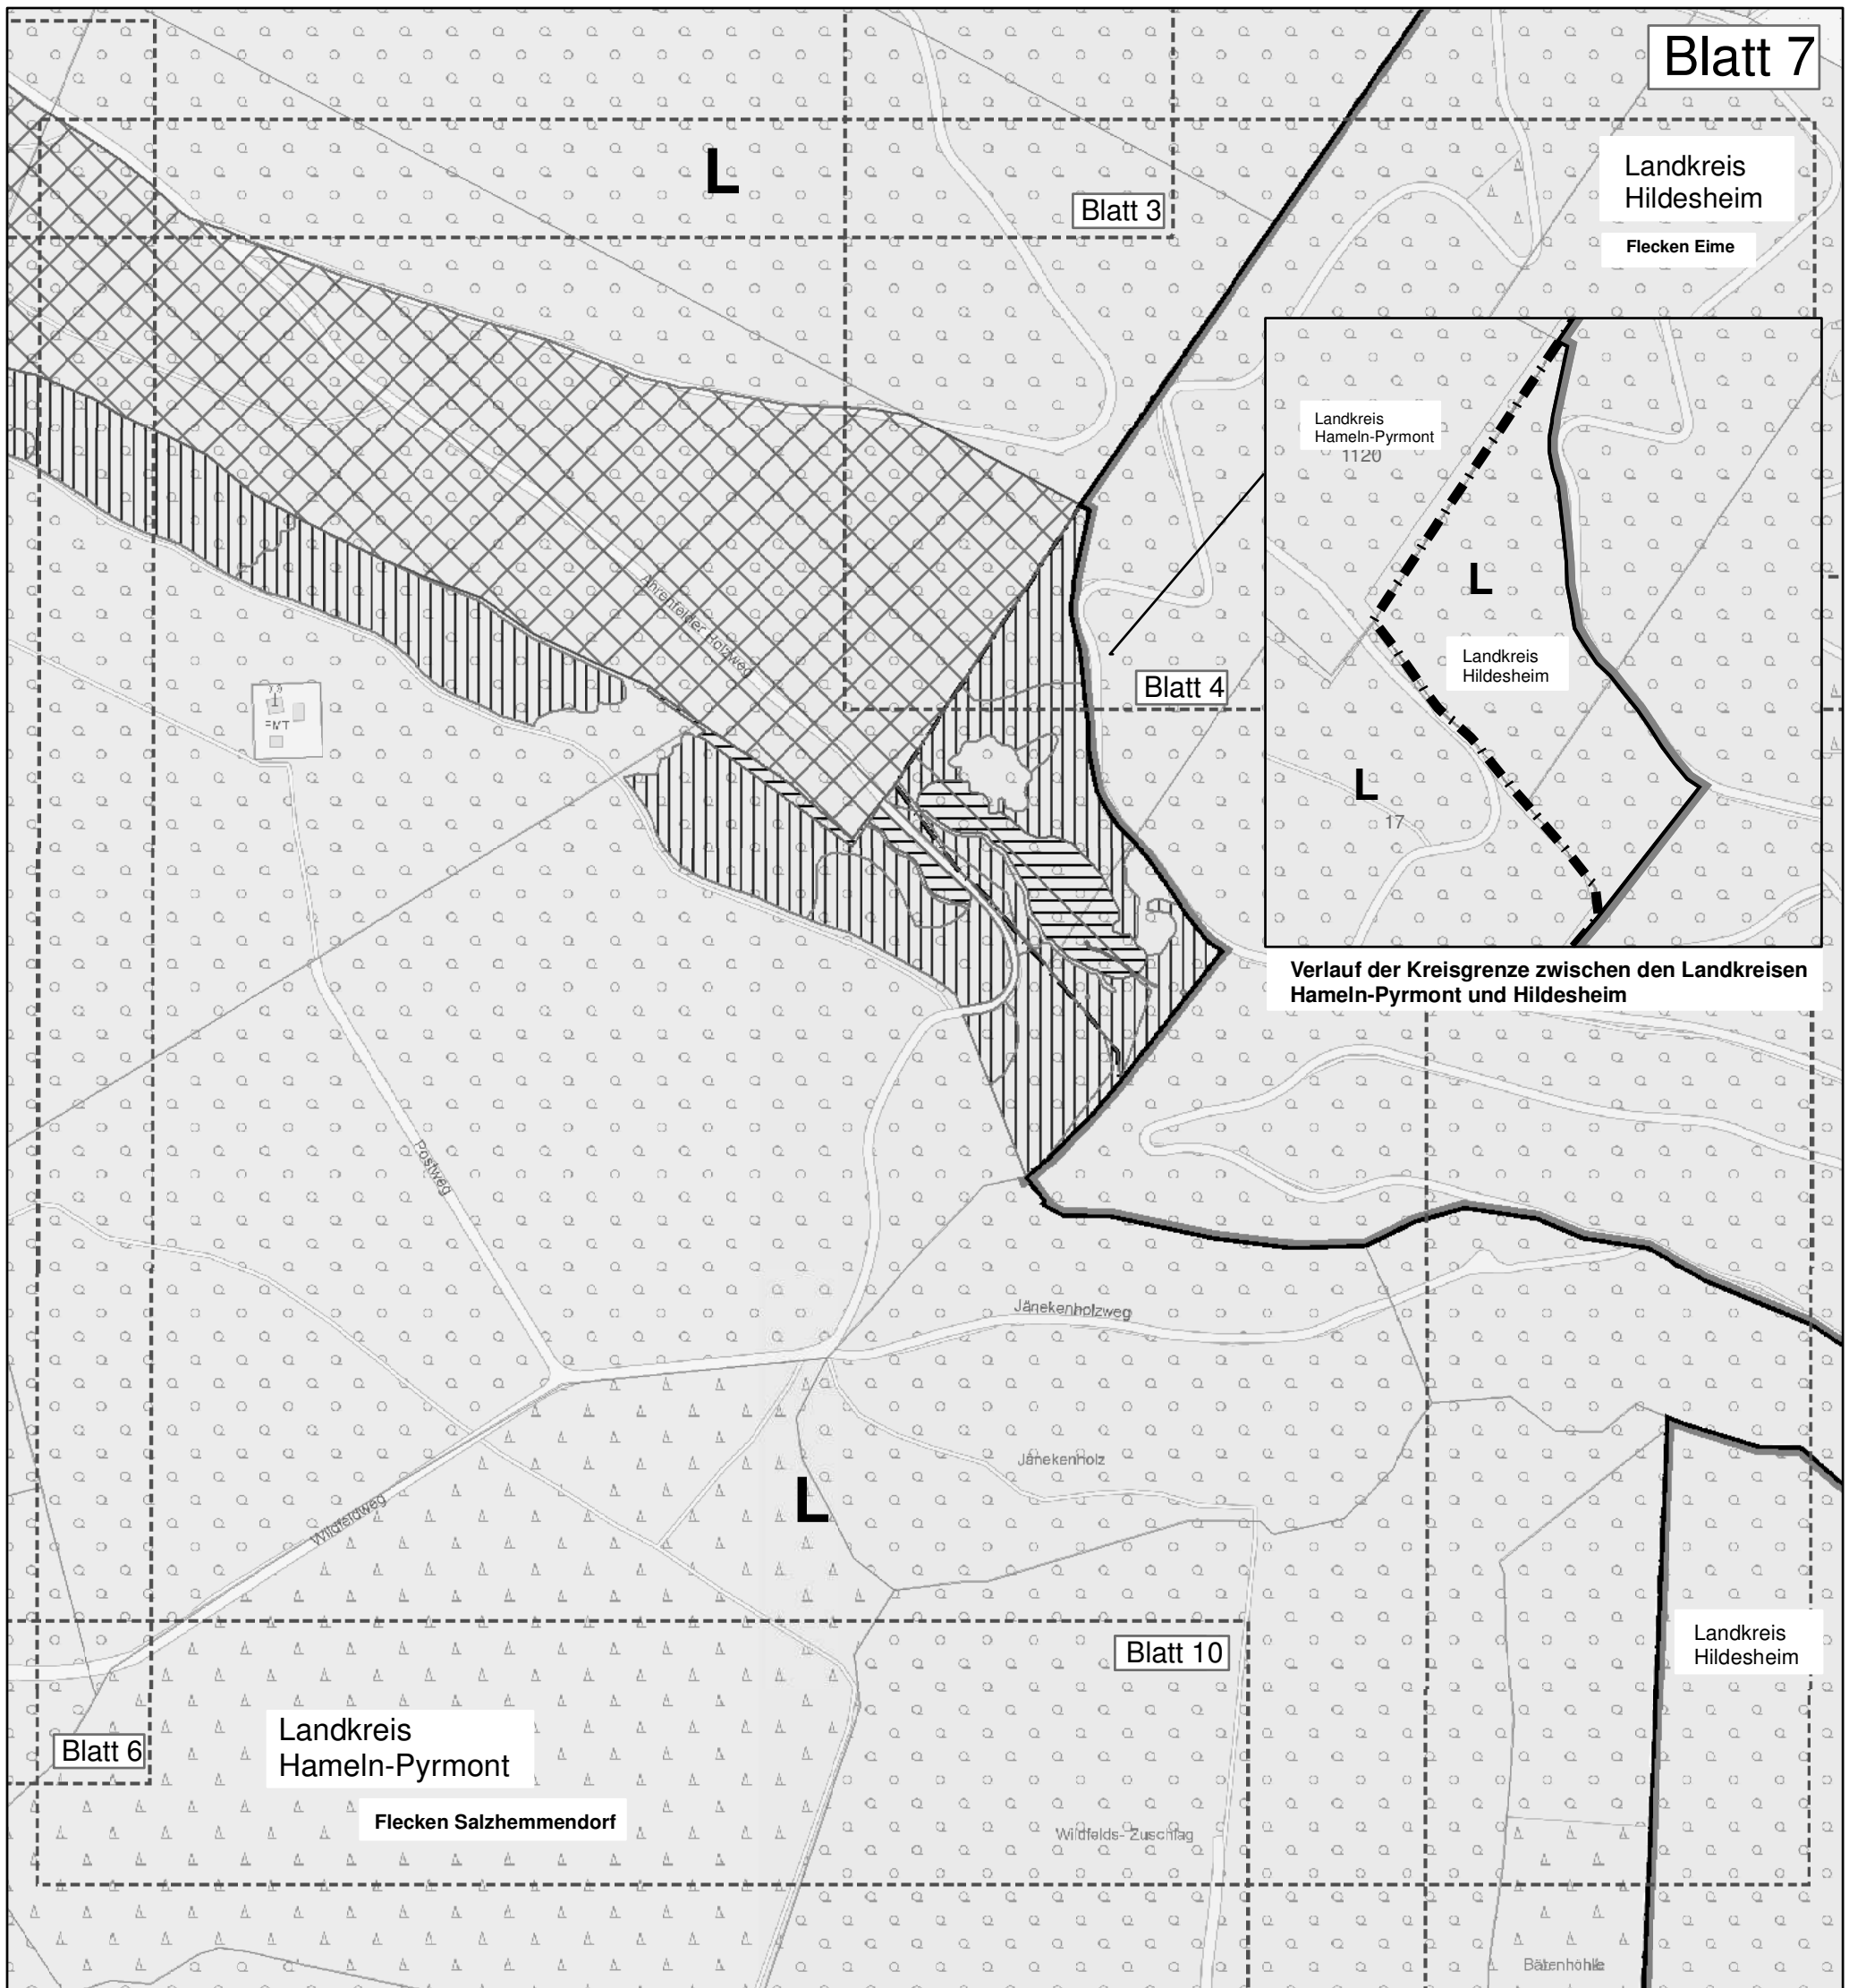 Blatt 7
L
Landkreis
Hildesheim
Flecken Eime
Blatt 3
Landkreis
Hameln-Pyrmont
1120
L
Landkreis
Hildesheim
L
17
Verlauf der Kreisgrenze zwischen den Landkreisen
Hameln-Pyrmont und Hildesheim
Ahrenfelder Holzweg
Blatt 4
Postweg
Jänekenholzweg
Jänekenholz
L
Wildfeldweg
Blatt 10
Landkreis
Hildesheim
Blatt 6
Landkreis
Hameln-Pyrmont
Flecken Salzhemmendorf
Wildfelds- Zuschlag
Bärenhöhle